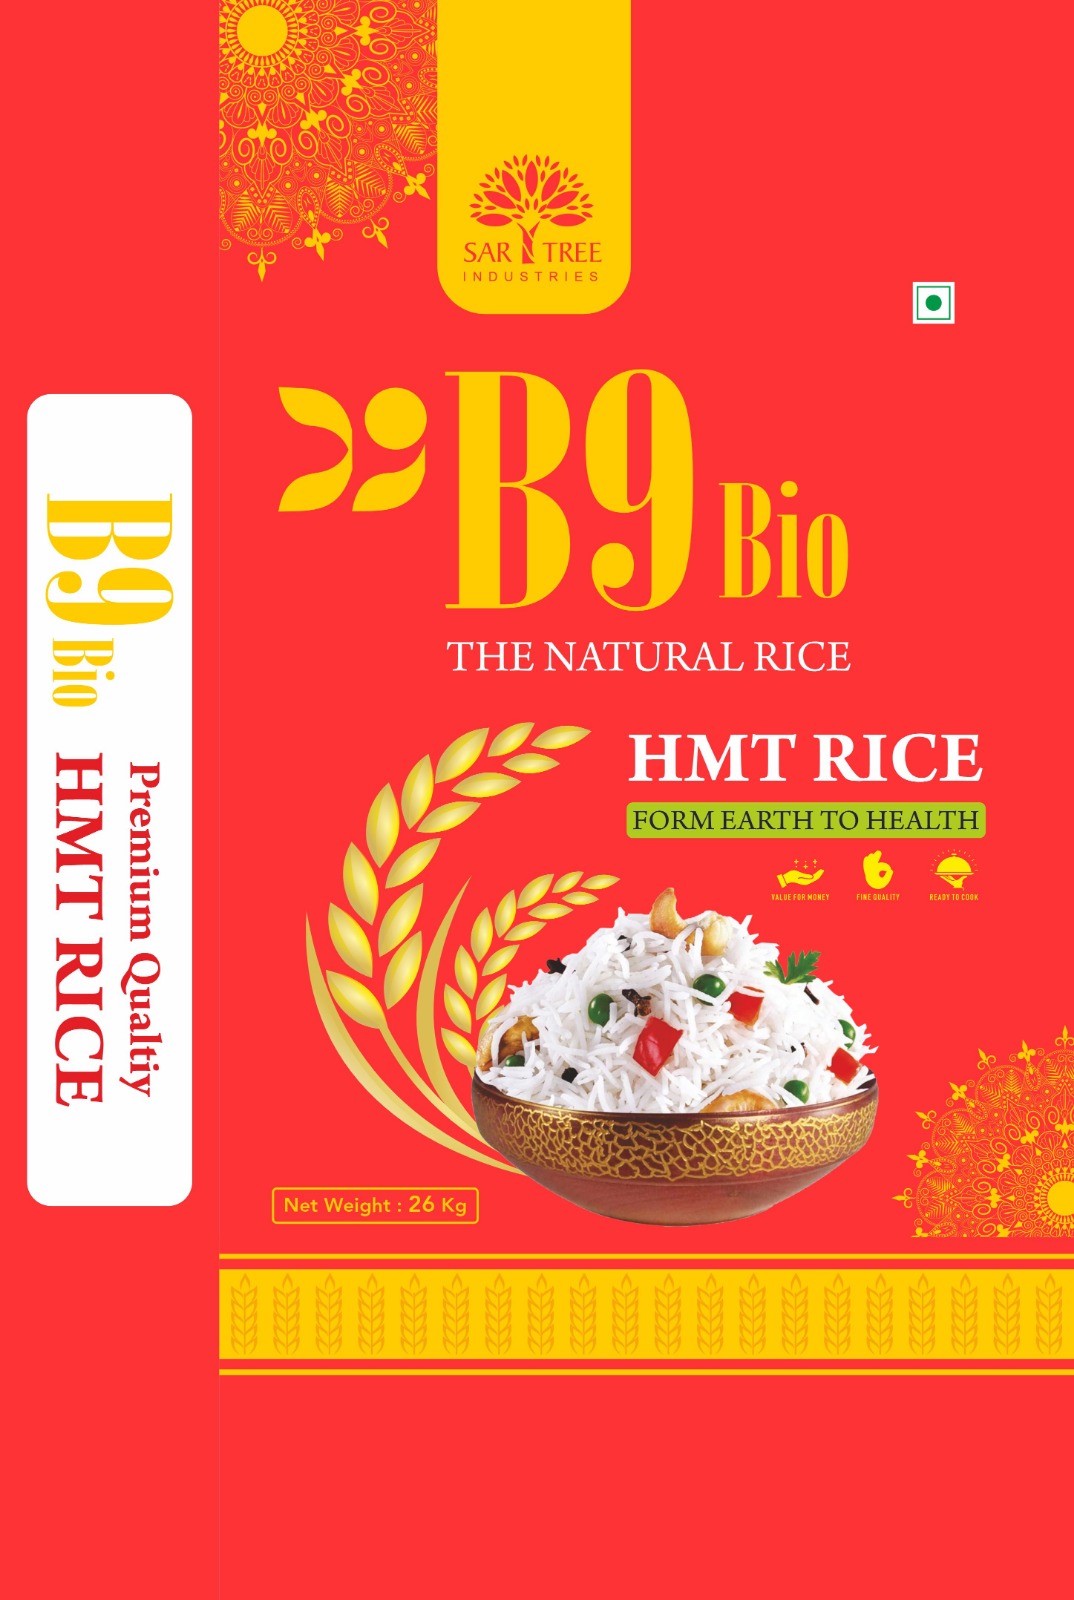 SAR TREE
INDUSTRIES
B9 Bio
THE NATURAL RICE
HMT RICE
FORM EARTH TO HEALTH
VALUE FOR MONEY
FINE QUALITY
READY TO COOK
Net Weight : 26 Kg
B9 Bio
Premium Qualtiy
HMT RICE